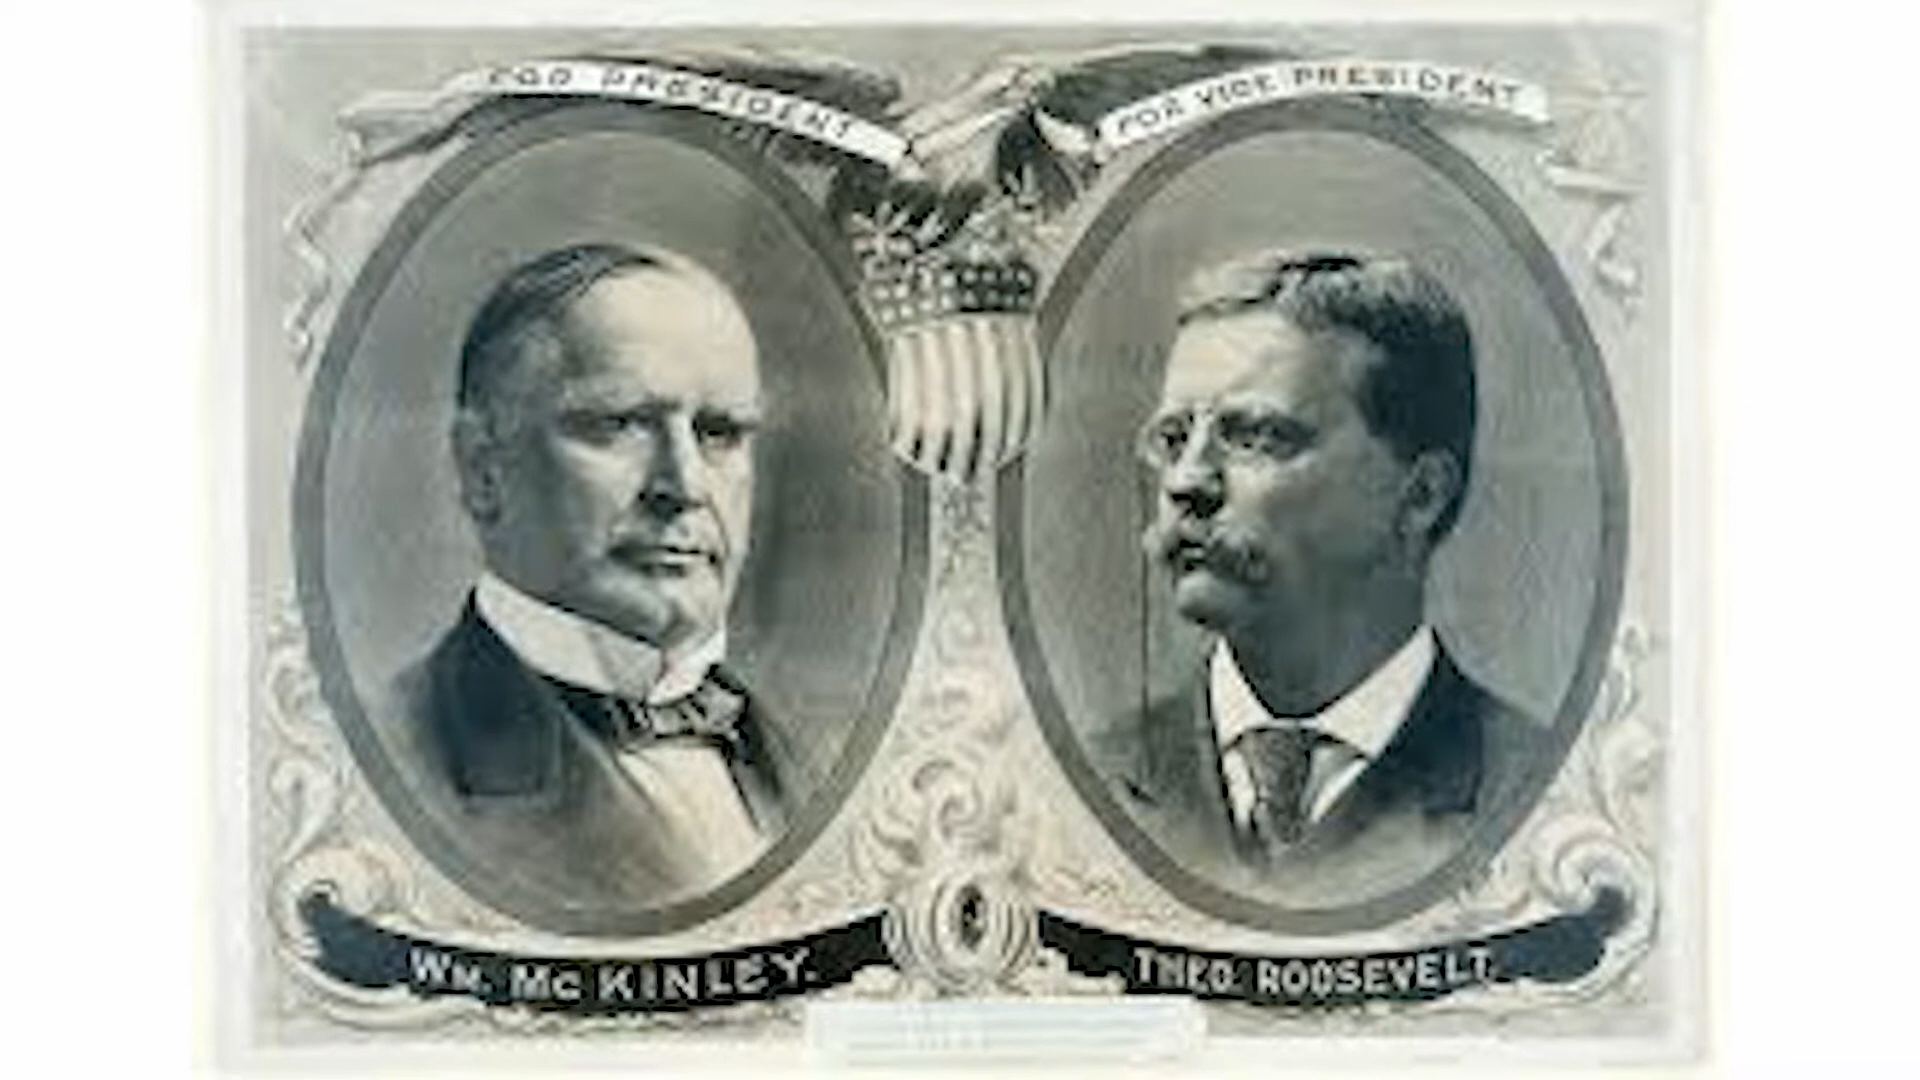 FOR PRESIDENT
FOR VICE PRESIDENT
WM. MCKINLEY.
THEO. ROOSEVELT